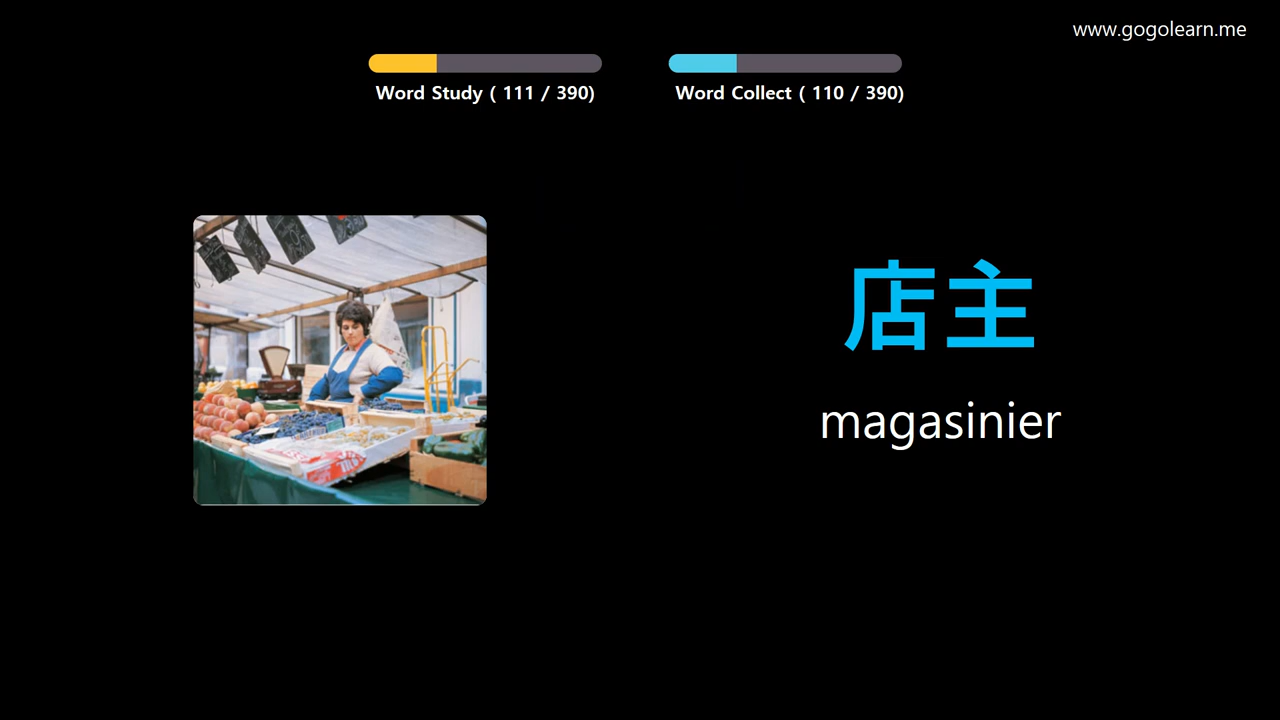 www.gogolearn.me
Word Study ( 111 / 390)
Word Collect ( 110 / 390)
店主
magasinier